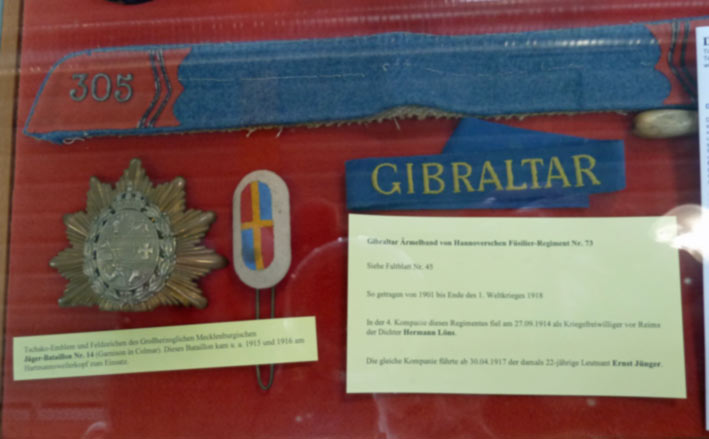 305
GIBRALTAR
Gibraltar Ärmelband von Hannoverschen Füsilier-Regiment Nr. 73
Siehe Faltblatt Nr. 45
So getragen von 1901 bis Ende des 1. Weltkrieges 1918
In der 4. Kompanie dieses Regimentes fiel am 27.09.1914 als Kriegsfreiwilliger vor Reims
der Dichter Hermann Löns.
Die gleiche Kompanie führte ab 30.04.1917 der damals 22-jährige Leutnant Ernst Jünger.
Tschako-Emblem und Feldzeichen des Großherzoglich Mecklenburgischen
Jäger-Bataillon Nr. 14 (Garnison in Colmar). Dieses Bataillon kam u. a. 1915 und 1916 am
Hartmannsweilerkopf zum Einsatz.